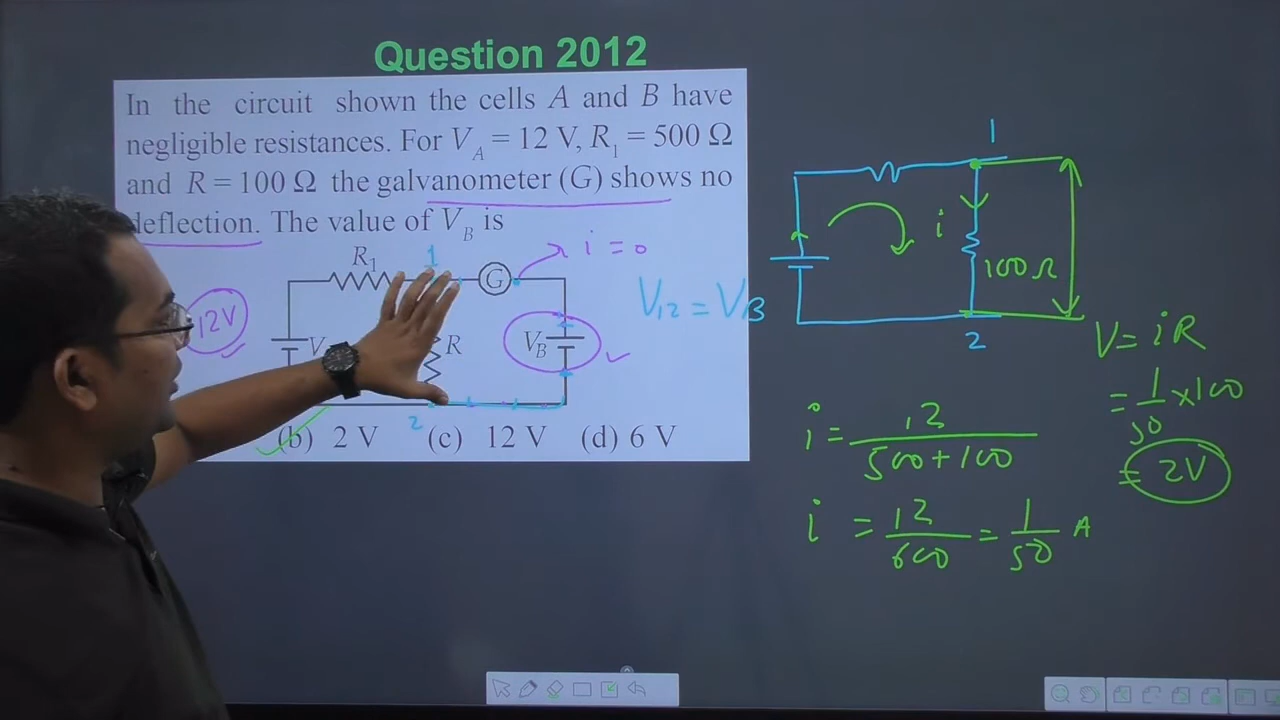 Question 2012
In the circuit shown the cells A and B have
negligible resistances. For V_A = 12 V, R_1 = 500 Ω
and R = 100 Ω the galvanometer (G) shows no
deflection. The value of V_B is
R_1
1
G
i = 0
12V
V
R
V_B
2
V_12 = V_B
(b) 2 V (c) 12 V (d) 6 V
1
i
100Ω
2
V = iR
= 1/50 × 100
= 2V
i = 12/(500 + 100)
i = 12/600 = 1/50 A